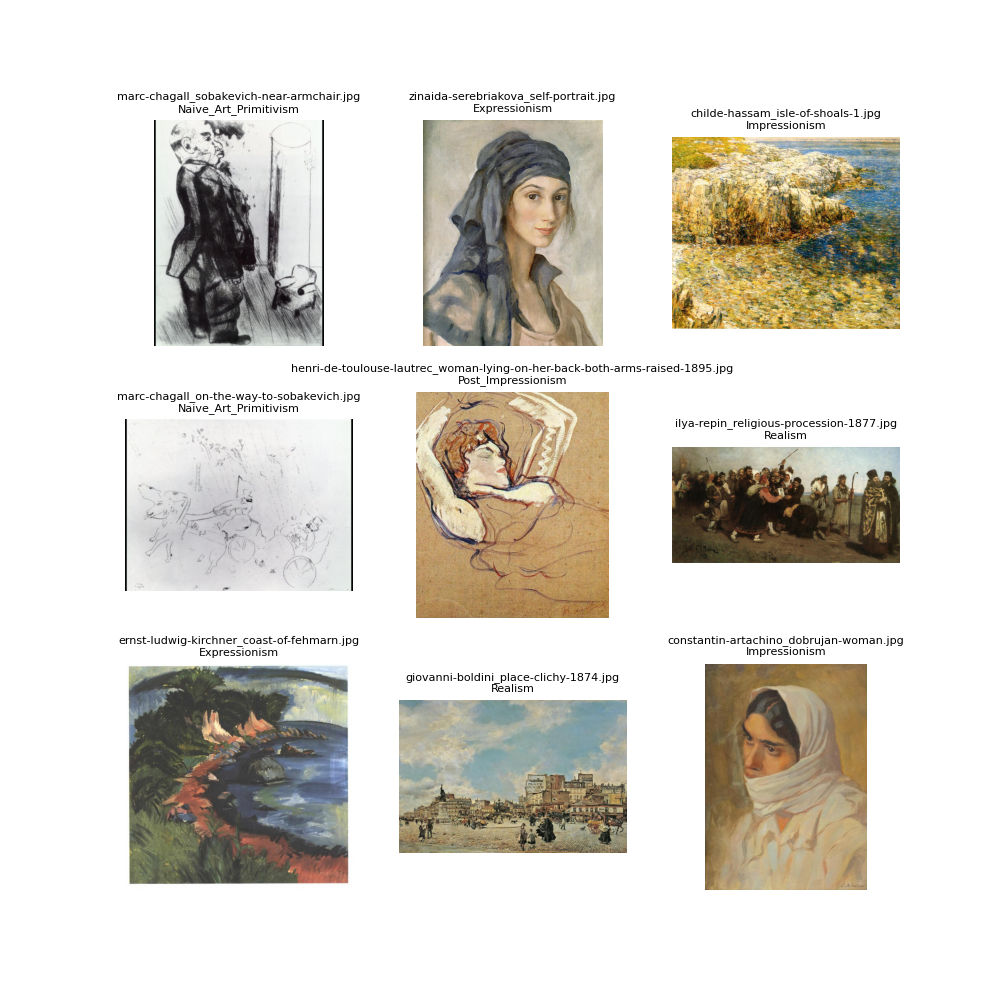 marc-chagall_sobakevich-near-armchair.jpg
Naive_Art_Primitivism
zinaida-serebriakova_self-portrait.jpg
Expressionism
childe-hassam_isle-of-shoals-1.jpg
Impressionism
marc-chagall_on-the-way-to-sobakevich.jpg
Naive_Art_Primitivism
henri-de-toulouse-lautrec_woman-lying-on-her-back-both-arms-raised-1895.jpg
Post_Impressionism
ilya-repin_religious-procession-1877.jpg
Realism
ernst-ludwig-kirchner_coast-of-fehmarn.jpg
Expressionism
giovanni-boldini_place-clichy-1874.jpg
Realism
constantin-artachino_dobrujan-woman.jpg
Impressionism